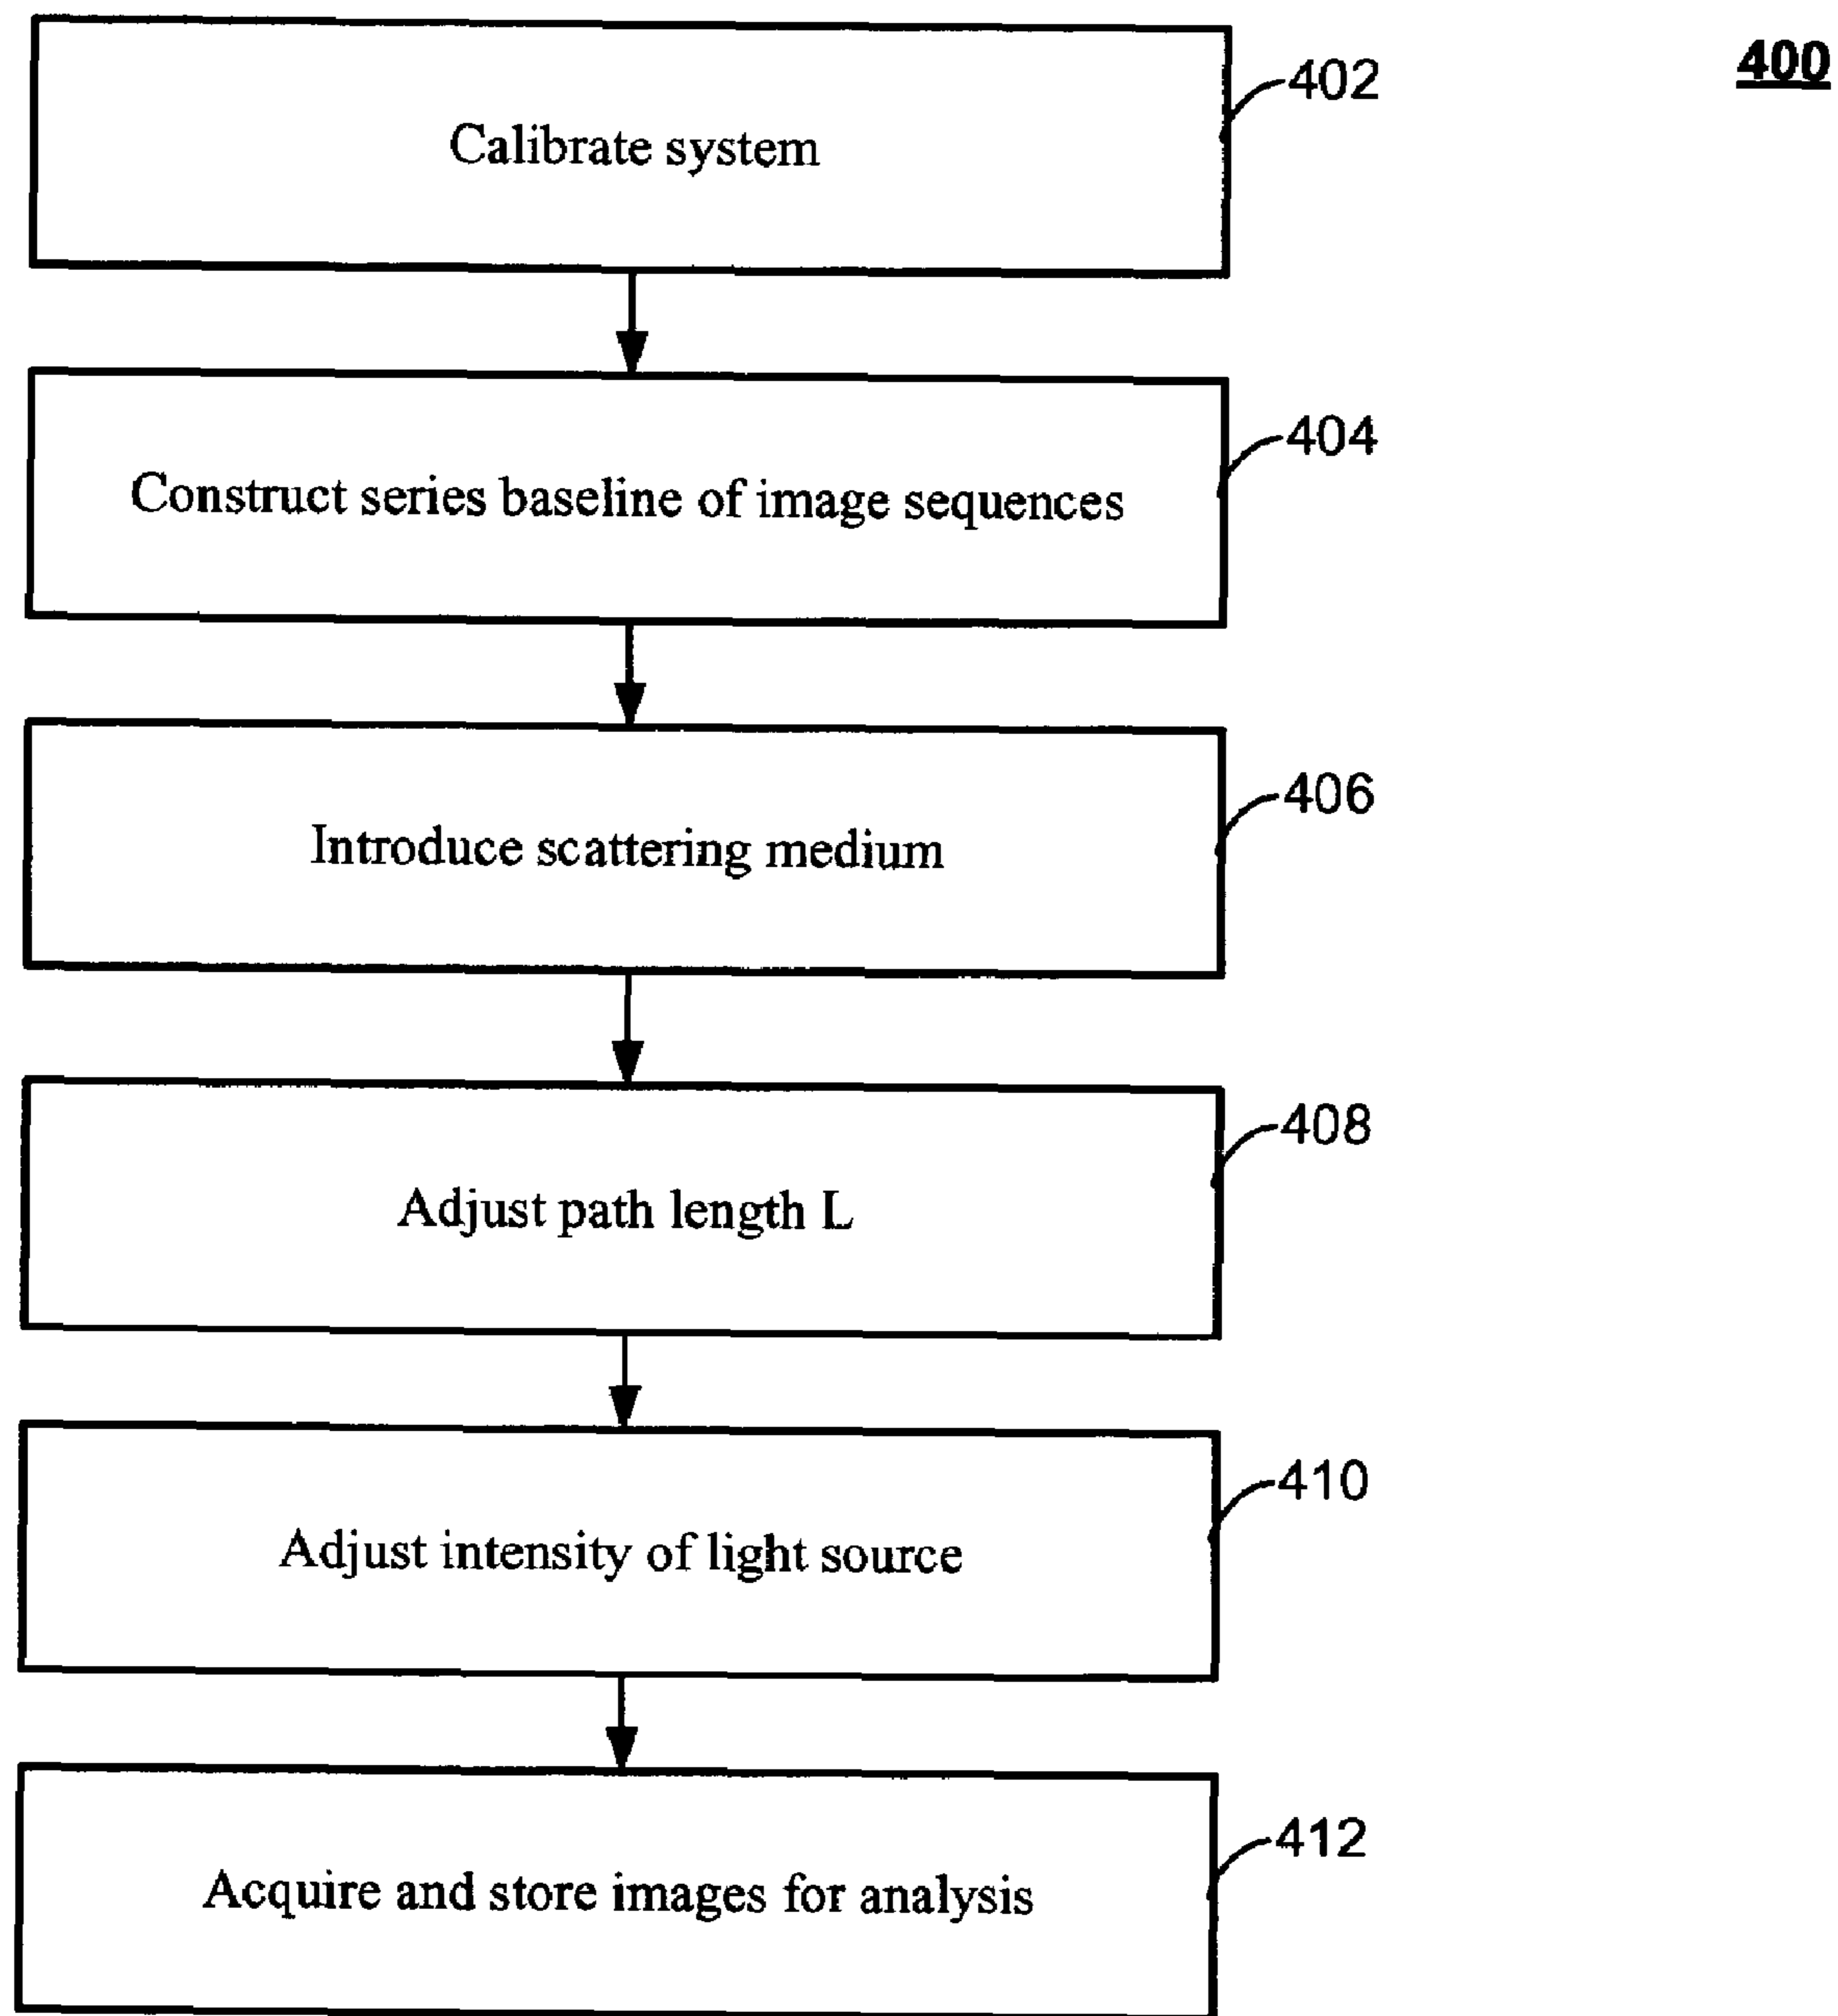 400
402
Calibrate system
404
Construct series baseline of image sequences
406
Introduce scattering medium
408
Adjust path length L
410
Adjust intensity of light source
412
Acquire and store images for analysis